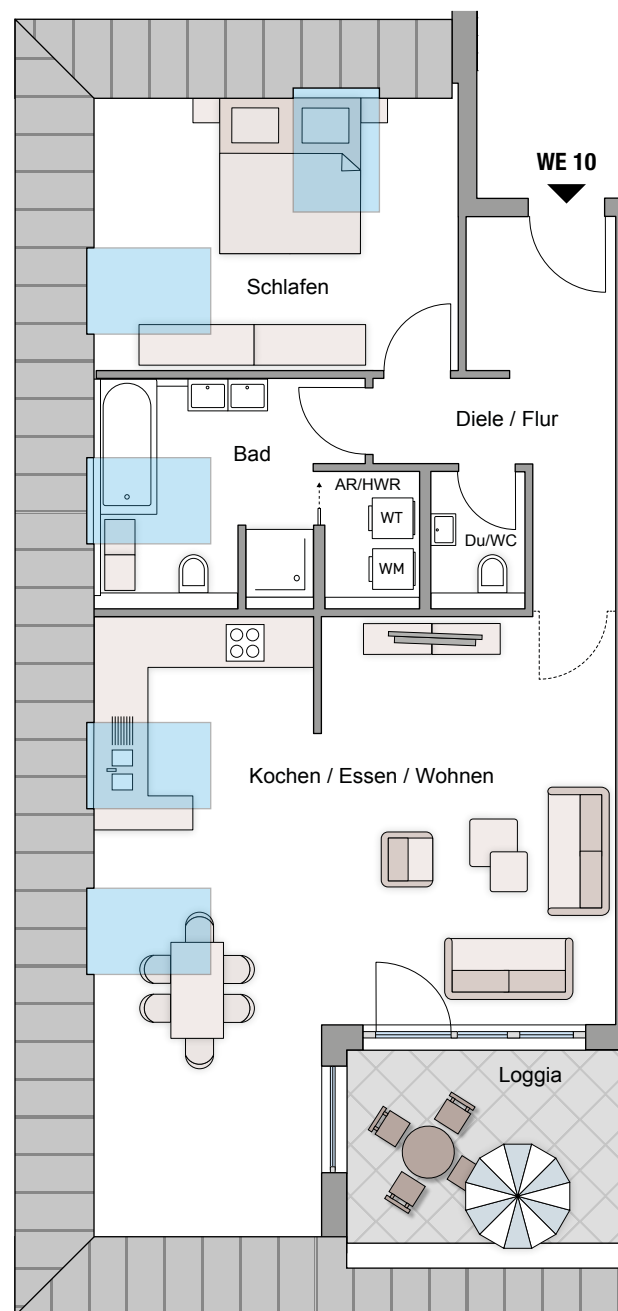 WE 10
Schlafen
Diele / Flur
Bad
AR/HWR
WT
Du/WC
WM
Kochen / Essen / Wohnen
Loggia